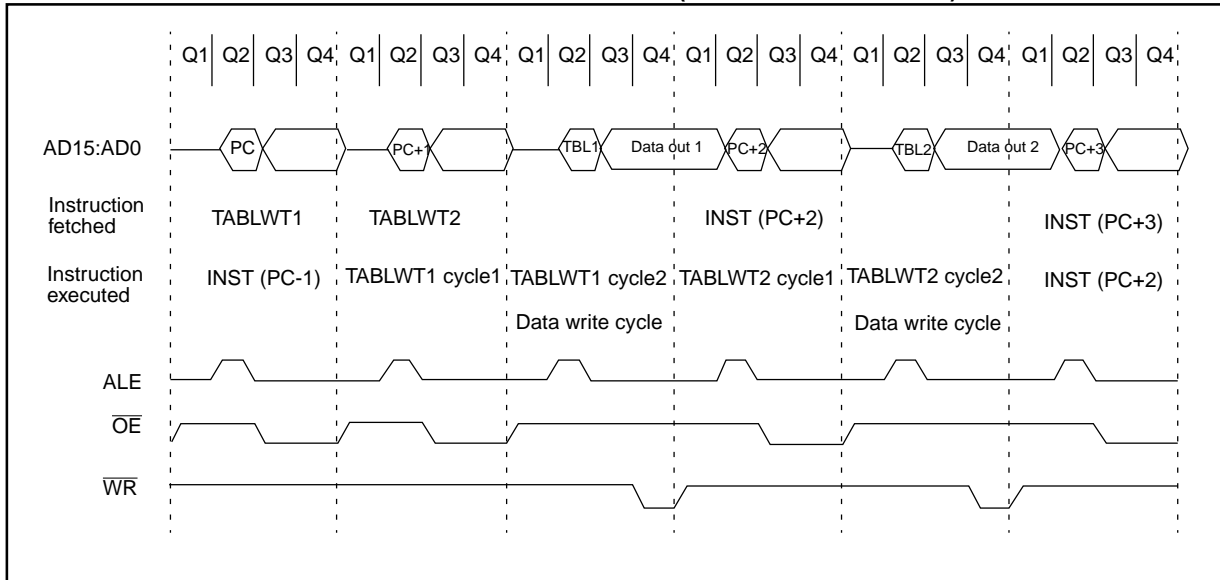 Q1 Q2 Q3 Q4 Q1 Q2 Q3 Q4 Q1 Q2 Q3 Q4 Q1 Q2 Q3 Q4 Q1 Q2 Q3 Q4 Q1 Q2 Q3 Q4
AD15:AD0 PC PC+1 TBL1 Data out 1 PC+2 TBL2 Data out 2 PC+3
Instruction
fetched
TABLWT1 TABLWT2 INST (PC+2) INST (PC+3)
Instruction
executed
INST (PC-1) TABLWT1 cycle1 TABLWT1 cycle2 TABLWT2 cycle1 TABLWT2 cycle2 INST (PC+2)
Data write cycle Data write cycle
ALE
OE
WR